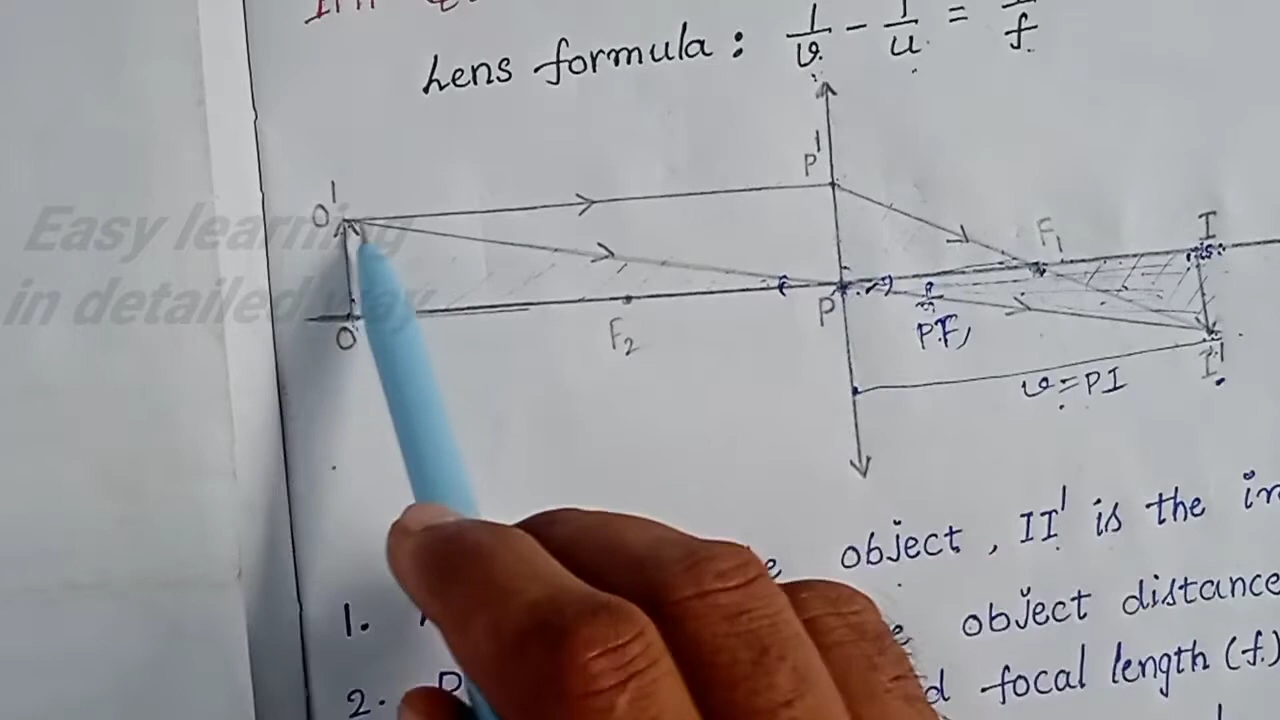 Lens formula : 1/v - 1/u = 1/f
P'
O'
Easy learning
in detailed way
F₁
I
O
F₂
P
PF₁
I'
v = PI
object , II' is the
1.
object distance
2.
focal length (f)